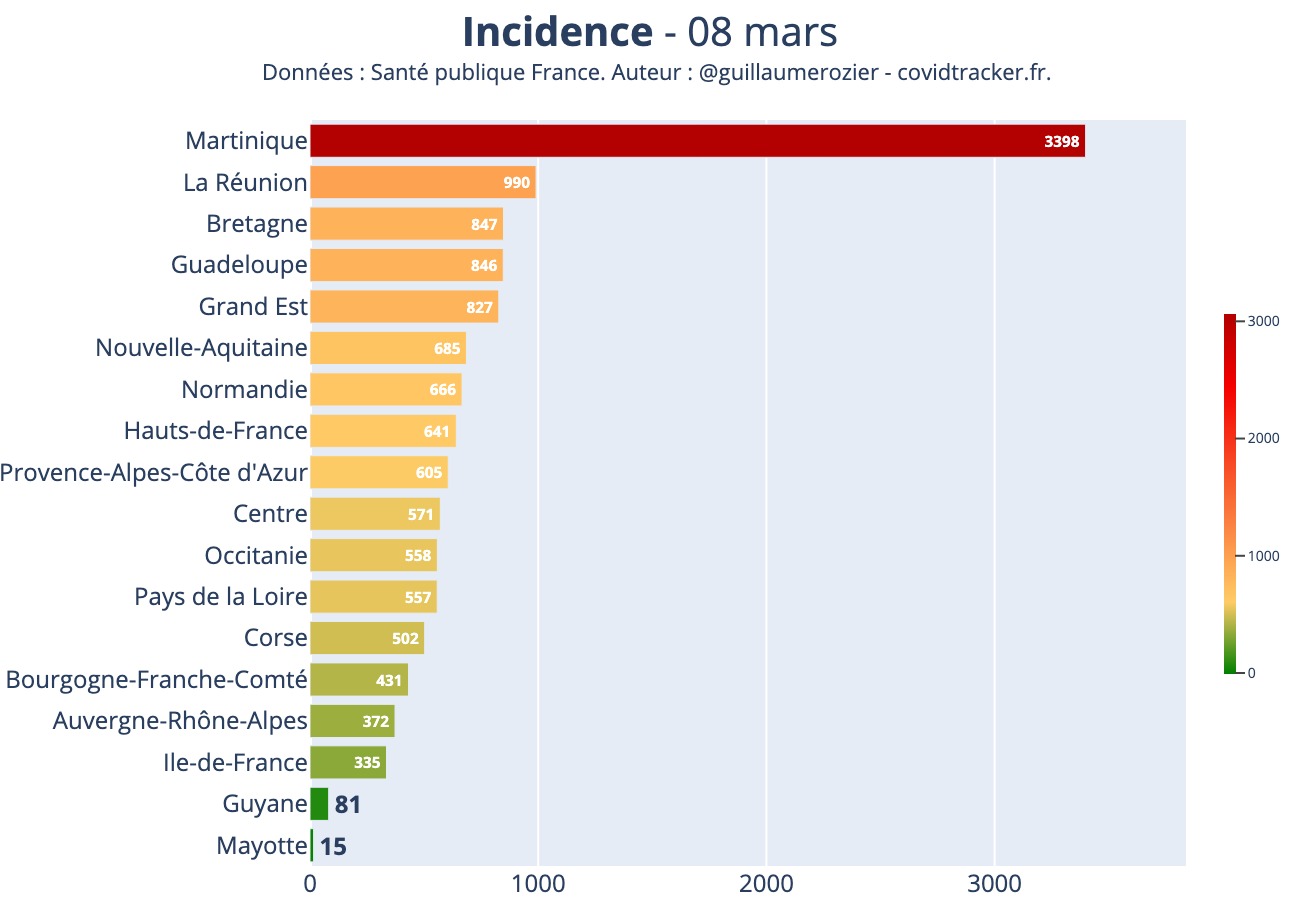 Incidence - 08 mars
Données : Santé publique France. Auteur : @guillaumerozier - covidtracker.fr.
Martinique 3398
La Réunion 990
Bretagne 847
Guadeloupe 846
Grand Est 827
Nouvelle-Aquitaine 685
Normandie 666
Hauts-de-France 641
Provence-Alpes-Côte d'Azur 605
Centre 571
Occitanie 558
Pays de la Loire 557
Corse 502
Bourgogne-Franche-Comté 431
Auvergne-Rhône-Alpes 372
Ile-de-France 335
Guyane 81
Mayotte 15
0 1000 2000 3000
3000
2000
1000
0